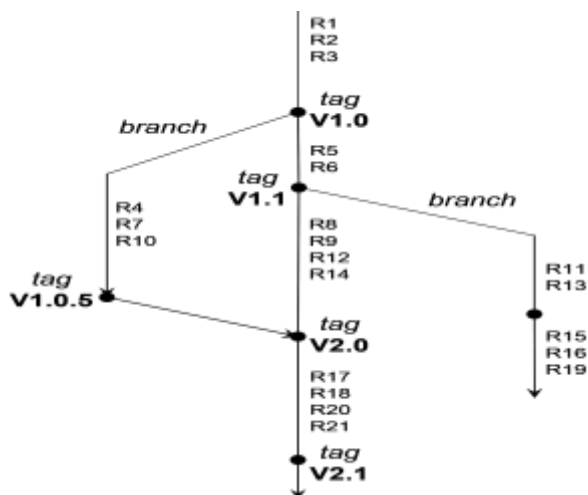 R1
R2
R3
tag
V1.0
branch
R5
R6
tag
V1.1
branch
R4
R7
R10
R8
R9
R12
R14
R11
R13
tag
V1.0.5
tag
V2.0
R15
R16
R19
R17
R18
R20
R21
tag
V2.1